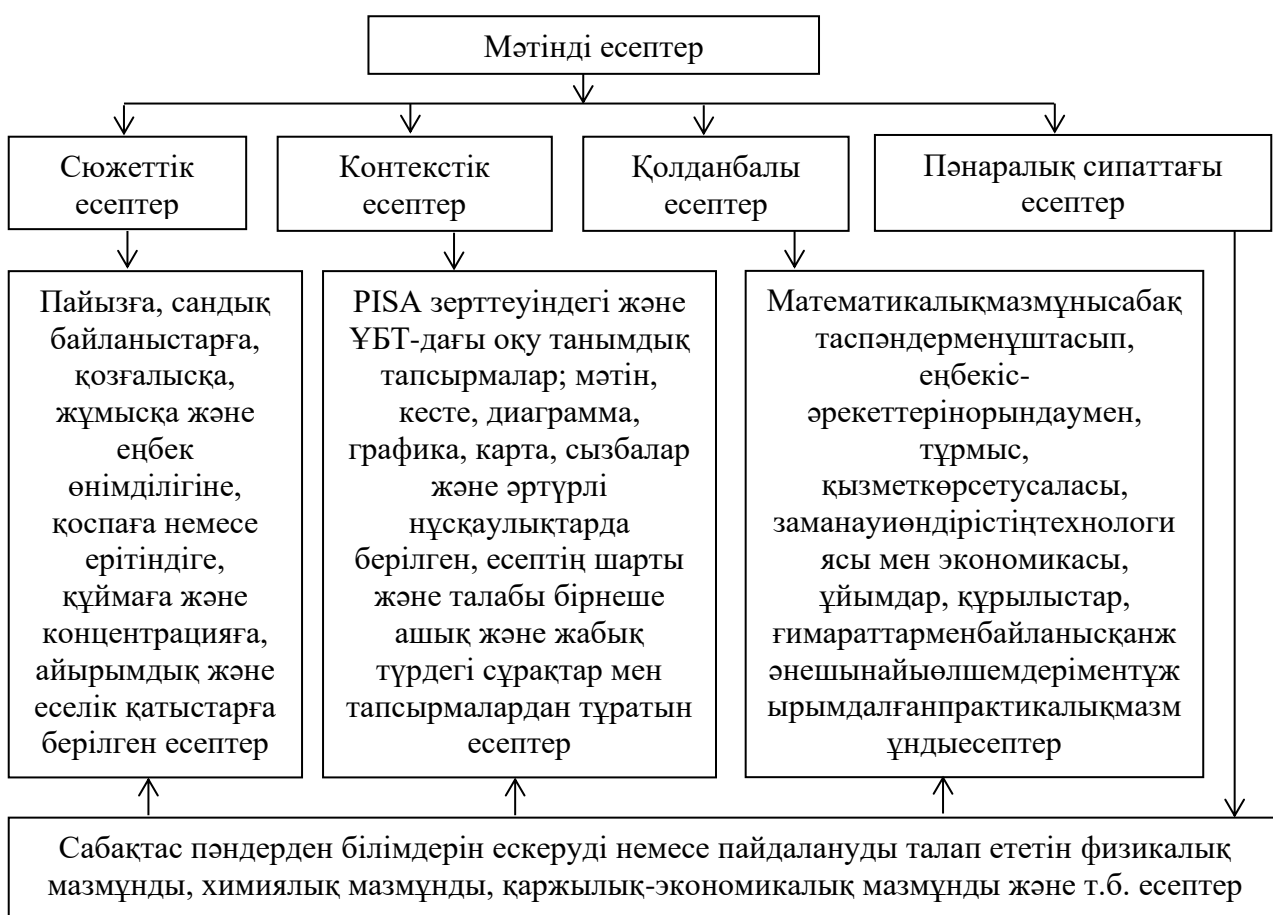 Мәтінді есептер
Сюжеттік
есептер
Контекстік
есептер
Қолданбалы
есептер
Пәнаралық сипаттағы
есептер
Пайызға, сандық
байланыстарға,
қозғалысқа,
жұмысқа және
еңбек
өнімділігіне,
қоспаға немесе
ерітіндіге,
құймаға және
концентрацияға,
айырымдық және
еселік қатыстарға
берілген есептер
PISA зерттеуіндегі және
ҰБТ-дағы оқу танымдық
тапсырмалар; мәтін,
кесте, диаграмма,
графика, карта, сызбалар
және әртүрлі
нұсқаулықтарда
берілген, есептің шарты
және талабы бірнеше
ашық және жабық
түрдегі сұрақтар мен
тапсырмалардан тұратын
есептер
Математикалықмазмұнысабақ
таспәндерменұштасып,
еңбекіс-
әрекеттерінорындаумен,
тұрмыс,
қызметкөрсетусаласы,
заманауиөндірістіңтехнологи
ясы мен экономикасы,
ұйымдар, құрылыстар,
ғимараттарменбайланысқанж
әнешынайыөлшемдеріментұж
ырымдалғанпрактикалықмазм
ұндыесептер
Сабақтас пәндерден білімдерін ескеруді немесе пайдалануды талап ететін физикалық
мазмұнды, химиялық мазмұнды, қаржылық-экономикалық мазмұнды және т.б. есептер